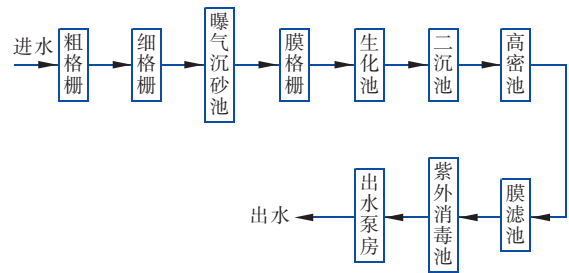 进水
粗格栅
细格栅
曝气沉砂池
膜格栅
生化池
二沉池
高密池
膜滤池
紫外消毒池
出水泵房
出水